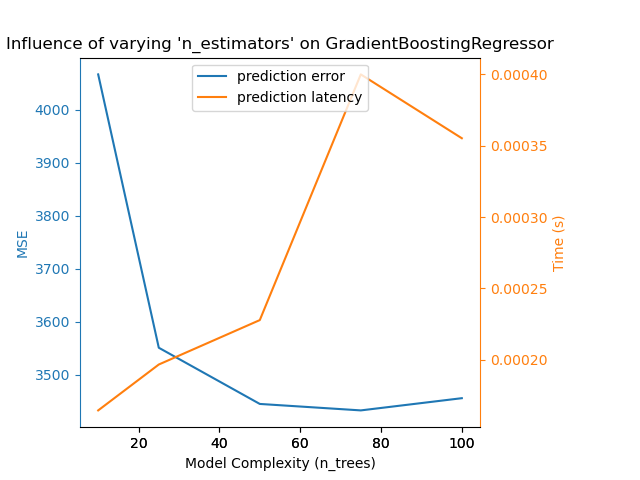 Influence of varying 'n_estimators' on GradientBoostingRegressor
prediction error
prediction latency
4000
3900
3800
3700
3600
3500
MSE
0.00040
0.00035
0.00030
0.00025
0.00020
Time (s)
20 40 60 80 100
Model Complexity (n_trees)